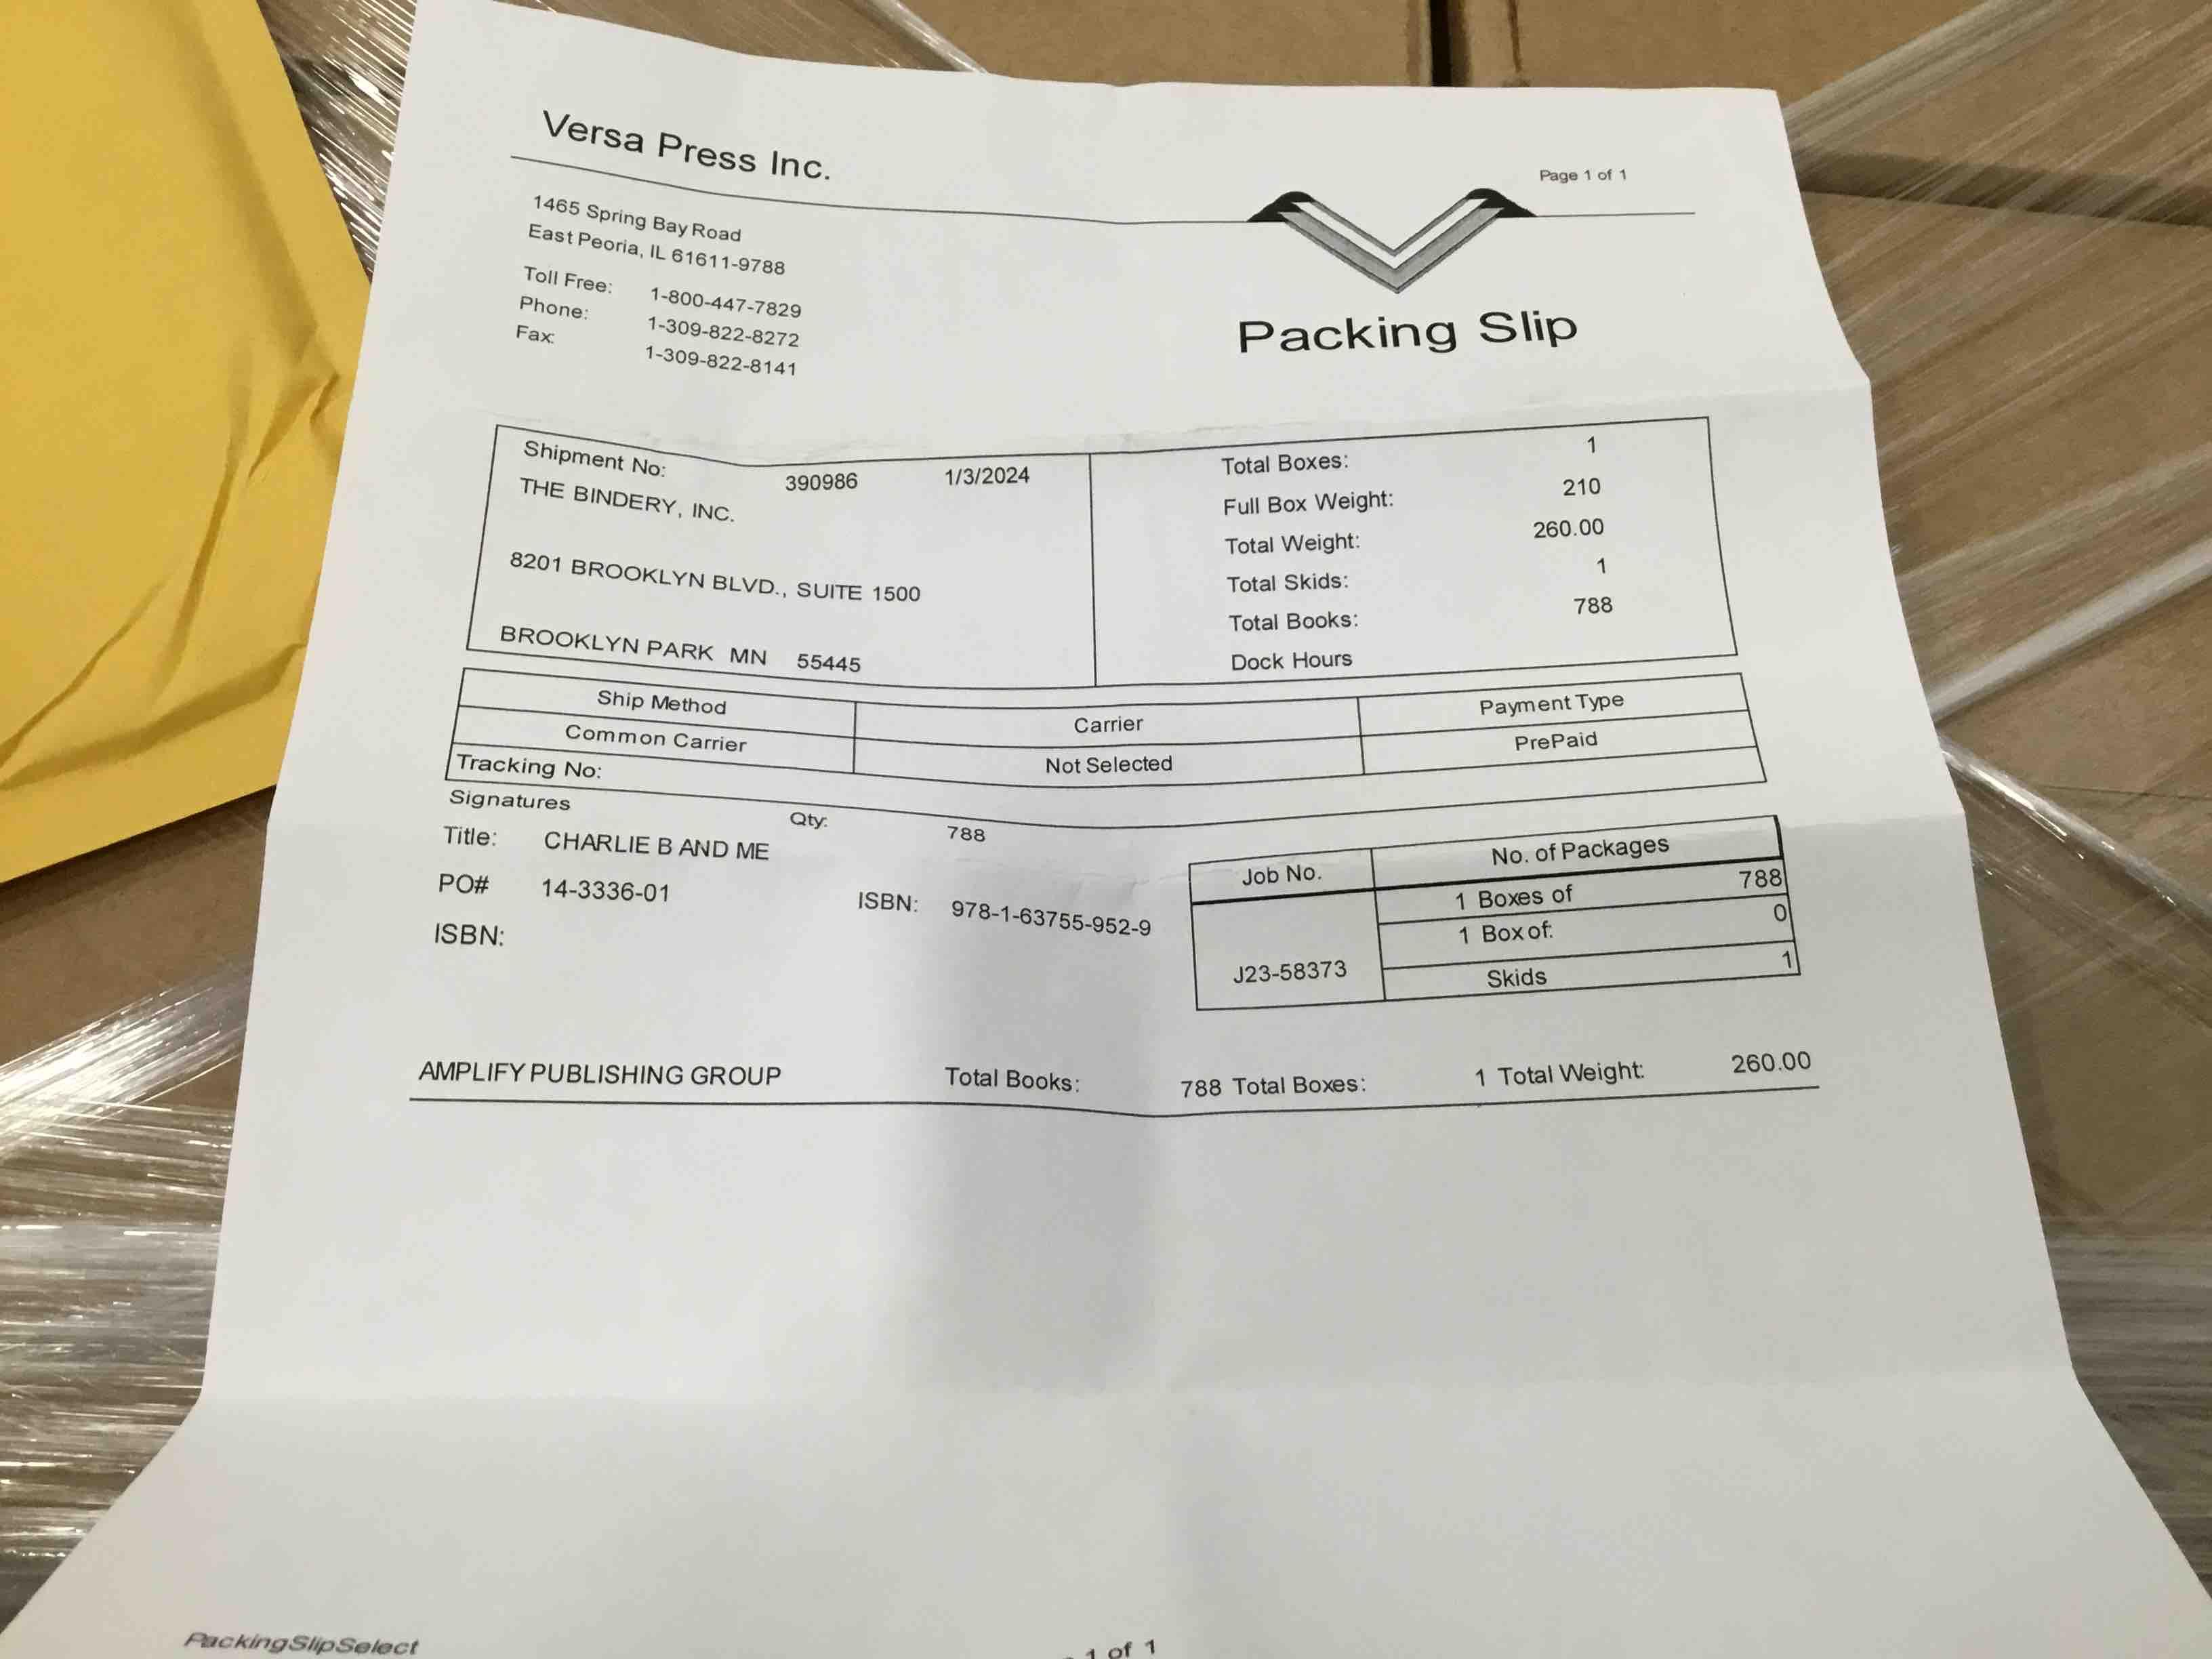 Versa Press Inc.
Page 1 of 1
1465 Spring Bay Road
East Peoria, IL 61611-9788
Toll Free: 1-800-447-7829
Phone: 1-309-822-8272
Fax: 1-309-822-8141
Packing Slip
Shipment No: 390986 1/3/2024
THE BINDERY, INC.
8201 BROOKLYN BLVD., SUITE 1500
BROOKLYN PARK MN 55445
Total Boxes: 1
Full Box Weight: 210
Total Weight: 260.00
Total Skids: 1
Total Books: 788
Dock Hours
Ship Method Carrier Payment Type
Common Carrier Not Selected PrePaid
Tracking No:
Signatures Qty: 788
Title: CHARLIE B AND ME
PO# 14-3336-01 ISBN: 978-1-63755-952-9
ISBN:
Job No. No. of Packages
1 Boxes of 788
1 Box of: 0
J23-58373 Skids 1
AMPLIFY PUBLISHING GROUP Total Books: 788 Total Boxes: 1 Total Weight: 260.00
PackingSlipSelect 1 of 1